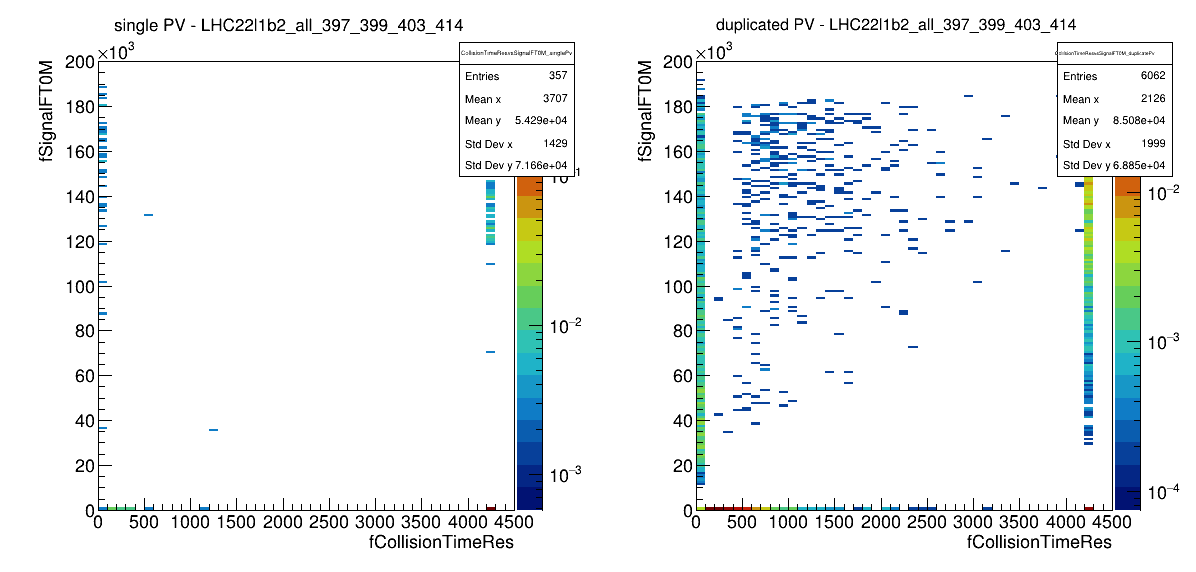 single PV - LHC22l1b2_all_397_399_403_414
fSignalFT0M
×10³
200
180
160
140
120
100
80
60
40
20
0
0 500 1000 1500 2000 2500 3000 3500 4000 4500
fCollisionTimeRes
CollisionTimeResvsSignalFT0M_singlePv
Entries 357
Mean x 3707
Mean y 5.429e+04
Std Dev x 1429
Std Dev y 7.166e+04
10⁻¹
10⁻²
10⁻³
duplicated PV - LHC22l1b2_all_397_399_403_414
fSignalFT0M
×10³
200
180
160
140
120
100
80
60
40
20
0
0 500 1000 1500 2000 2500 3000 3500 4000 4500
fCollisionTimeRes
CollisionTimeResvsSignalFT0M_duplicatePv
Entries 6062
Mean x 2126
Mean y 8.508e+04
Std Dev x 1999
Std Dev y 6.885e+04
10⁻²
10⁻³
10⁻⁴